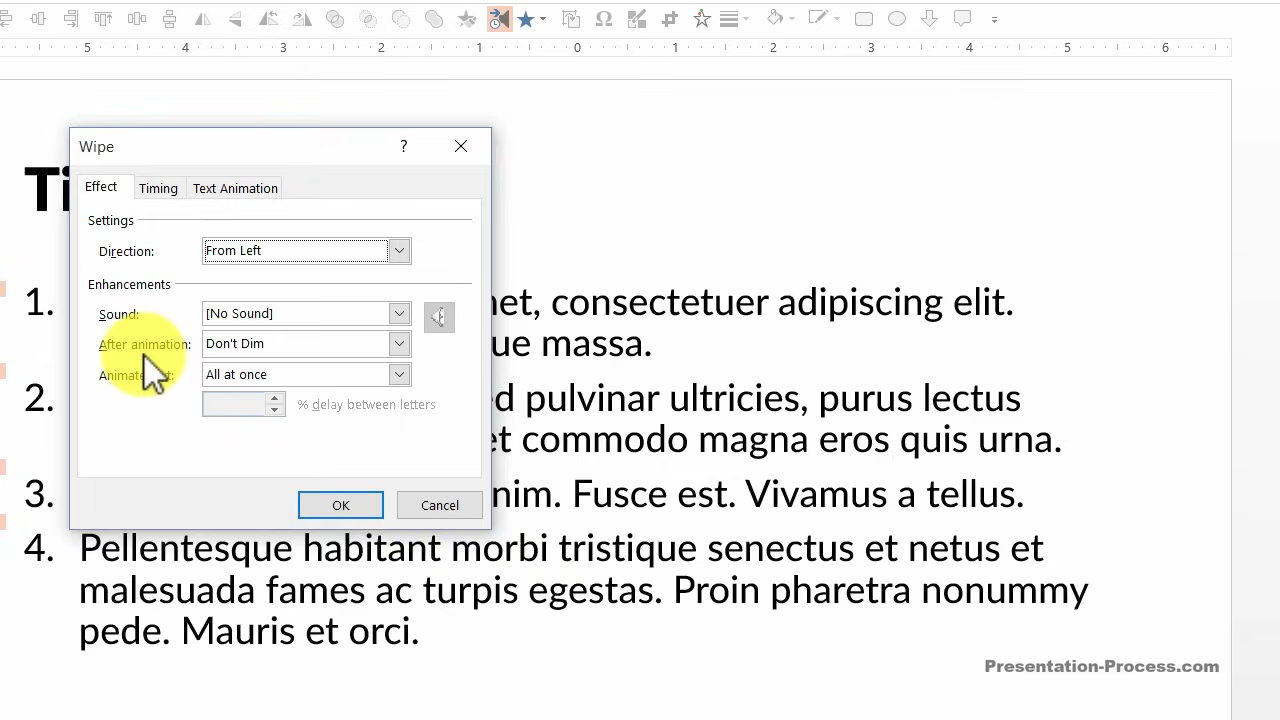 5 4 3 2 1 0 1 2 3 4 5 6
Wipe ?
Ti
Effect Timing Text Animation
Settings
Direction: From Left
Enhancements
Sound: [No Sound]
After animation: Don't Dim
All at once
% delay between letters
OK Cancel
1. net, consectetuer adipiscing elit.
ue massa.
2. ed pulvinar ultricies, purus lectus
et commodo magna eros quis urna.
3. nim. Fusce est. Vivamus a tellus.
4. Pellentesque habitant morbi tristique senectus et netus et
malesuada fames ac turpis egestas. Proin pharetra nonummy
pede. Mauris et orci.
Presentation-Process.com